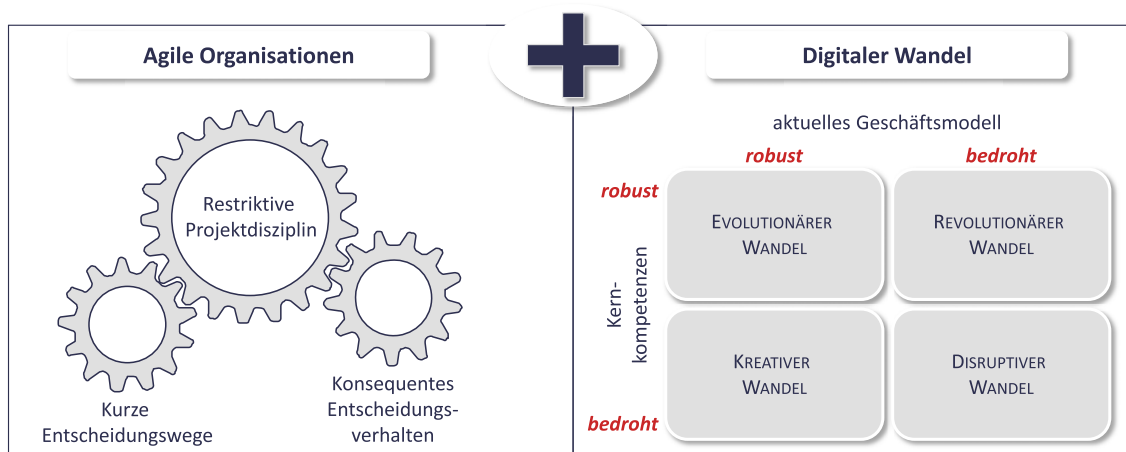 Agile Organisationen
Restriktive
Projektdisziplin
Kurze
Entscheidungswege
Konsequentes
Entscheidungs-
verhalten
Digitaler Wandel
aktuelles Geschäftsmodell
robust
bedroht
robust
Kern-
kompetenzen
bedroht
EVOLUTIONÄRER
WANDEL
REVOLUTIONÄRER
WANDEL
KREATIVER
WANDEL
DISRUPTIVER
WANDEL